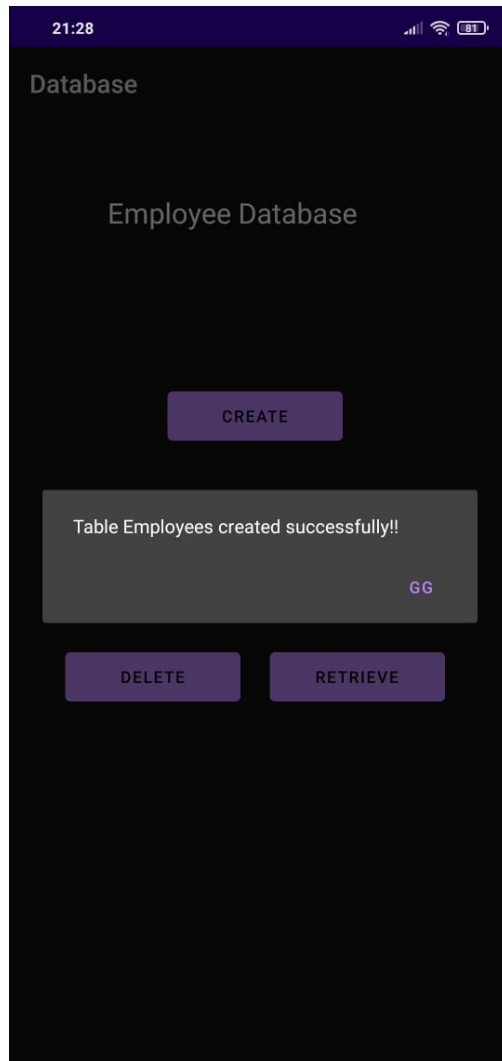 21:28
81
Database
Employee Database
CREATE
Table Employees created successfully!!
GG
DELETE
RETRIEVE